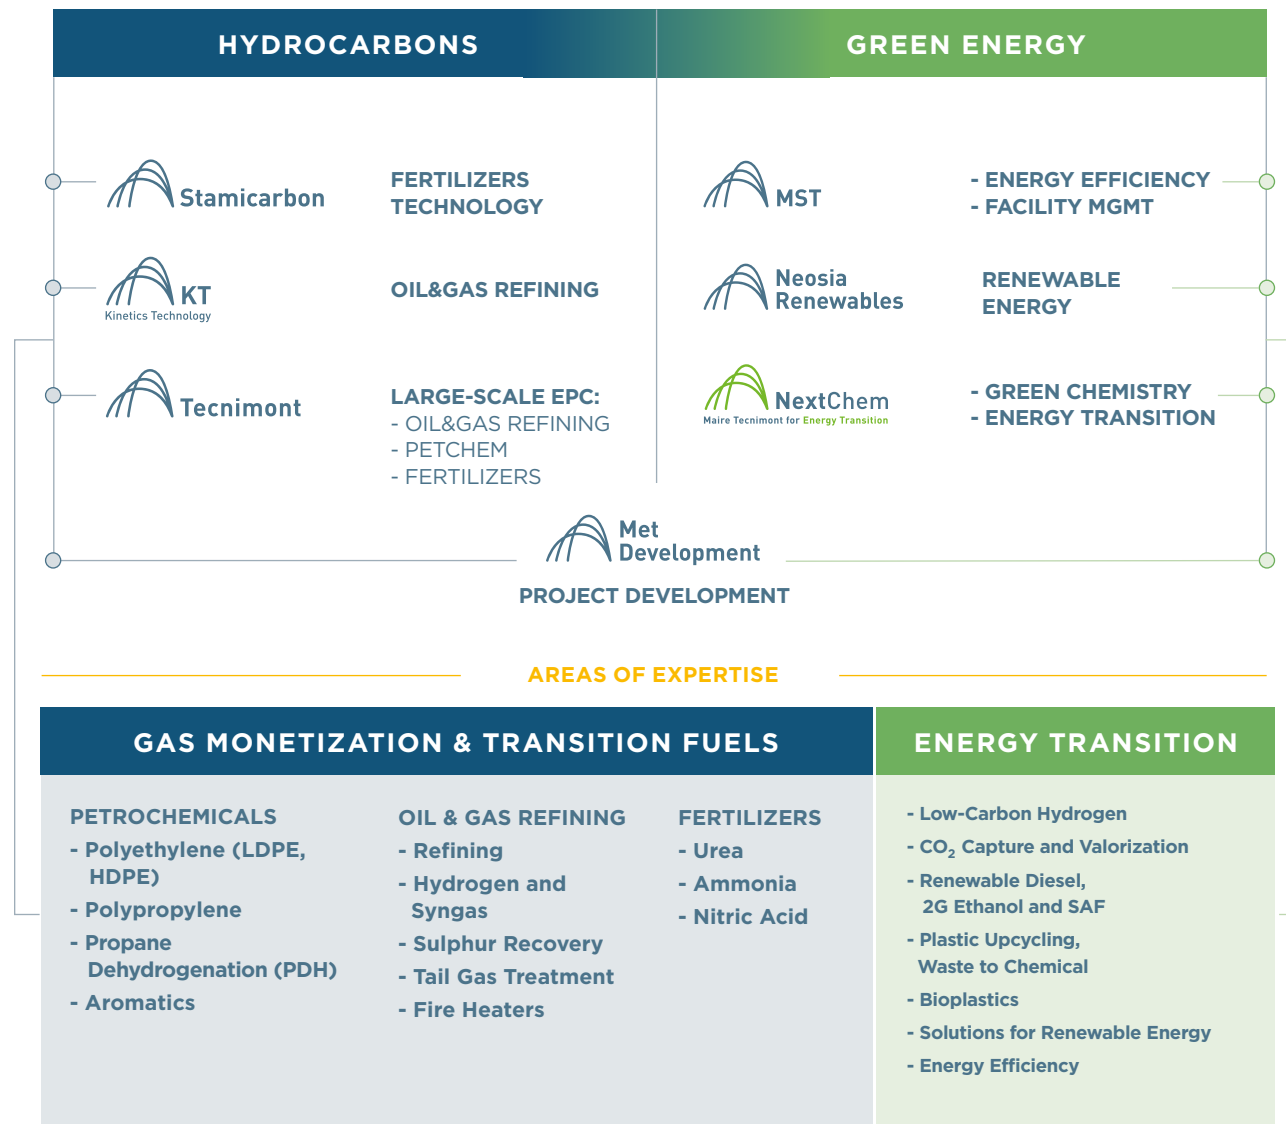 HYDROCARBONS
GREEN ENERGY
Stamicarbon
FERTILIZERS
TECHNOLOGY
KT
Kinetics Technology
OIL&GAS REFINING
Tecnimont
LARGE-SCALE EPC:
- OIL&GAS REFINING
- PETCHEM
- FERTILIZERS
MST
- ENERGY EFFICIENCY
- FACILITY MGMT
Neosia
Renewables
RENEWABLE
ENERGY
NextChem
Maire Tecnimont for Energy Transition
- GREEN CHEMISTRY
- ENERGY TRANSITION
Met
Development
PROJECT DEVELOPMENT
AREAS OF EXPERTISE
GAS MONETIZATION & TRANSITION FUELS
PETROCHEMICALS
- Polyethylene (LDPE,
HDPE)
- Polypropylene
- Propane
Dehydrogenation (PDH)
- Aromatics
OIL & GAS REFINING
- Refining
- Hydrogen and
Syngas
- Sulphur Recovery
- Tail Gas Treatment
- Fire Heaters
FERTILIZERS
- Urea
- Ammonia
- Nitric Acid
ENERGY TRANSITION
- Low-Carbon Hydrogen
- CO₂ Capture and Valorization
- Renewable Diesel,
2G Ethanol and SAF
- Plastic Upcycling,
Waste to Chemical
- Bioplastics
- Solutions for Renewable Energy
- Energy Efficiency